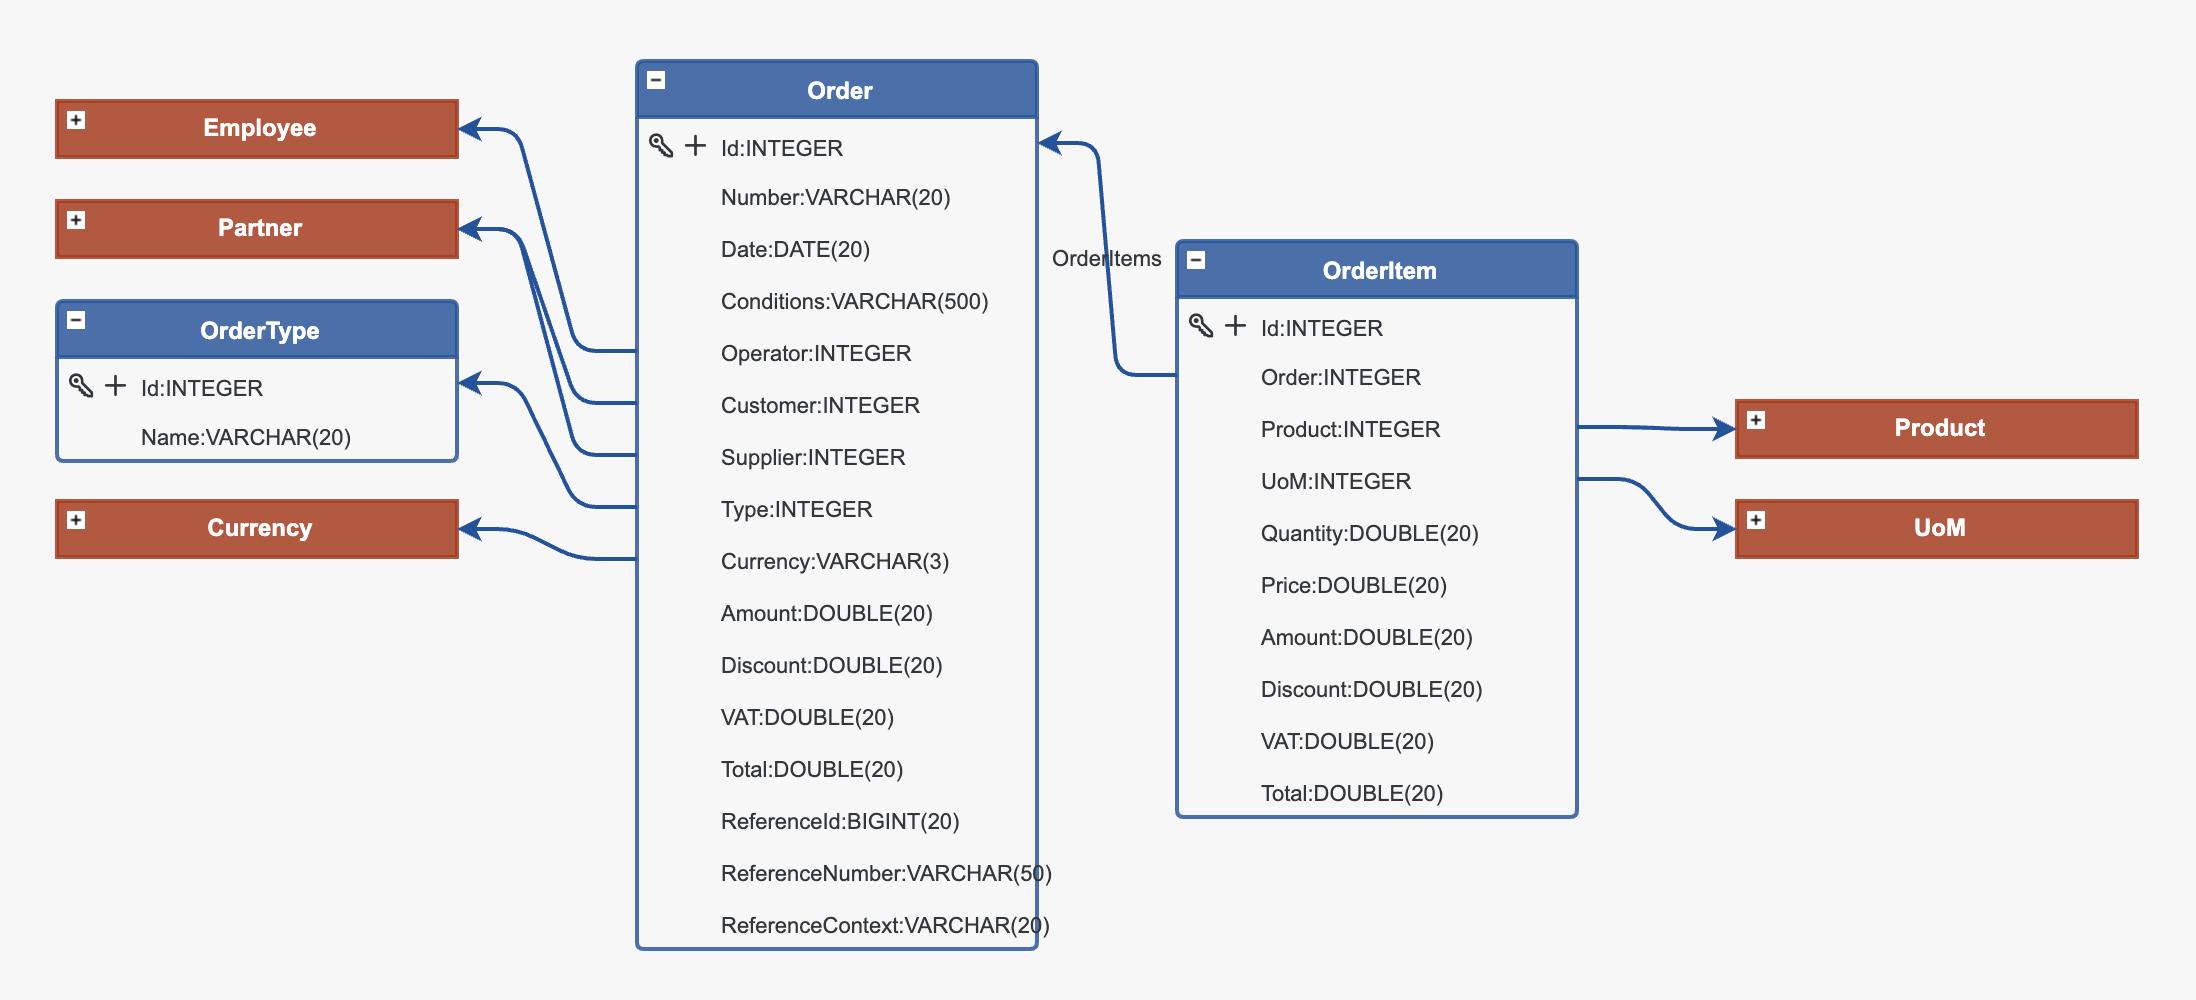 Employee
Partner
OrderType
Id:INTEGER
Name:VARCHAR(20)
Currency
Order
Id:INTEGER
Number:VARCHAR(20)
Date:DATE(20)
Conditions:VARCHAR(500)
Operator:INTEGER
Customer:INTEGER
Supplier:INTEGER
Type:INTEGER
Currency:VARCHAR(3)
Amount:DOUBLE(20)
Discount:DOUBLE(20)
VAT:DOUBLE(20)
Total:DOUBLE(20)
ReferenceId:BIGINT(20)
ReferenceNumber:VARCHAR(50)
ReferenceContext:VARCHAR(20)
OrderItems
OrderItem
Id:INTEGER
Order:INTEGER
Product:INTEGER
UoM:INTEGER
Quantity:DOUBLE(20)
Price:DOUBLE(20)
Amount:DOUBLE(20)
Discount:DOUBLE(20)
VAT:DOUBLE(20)
Total:DOUBLE(20)
Product
UoM